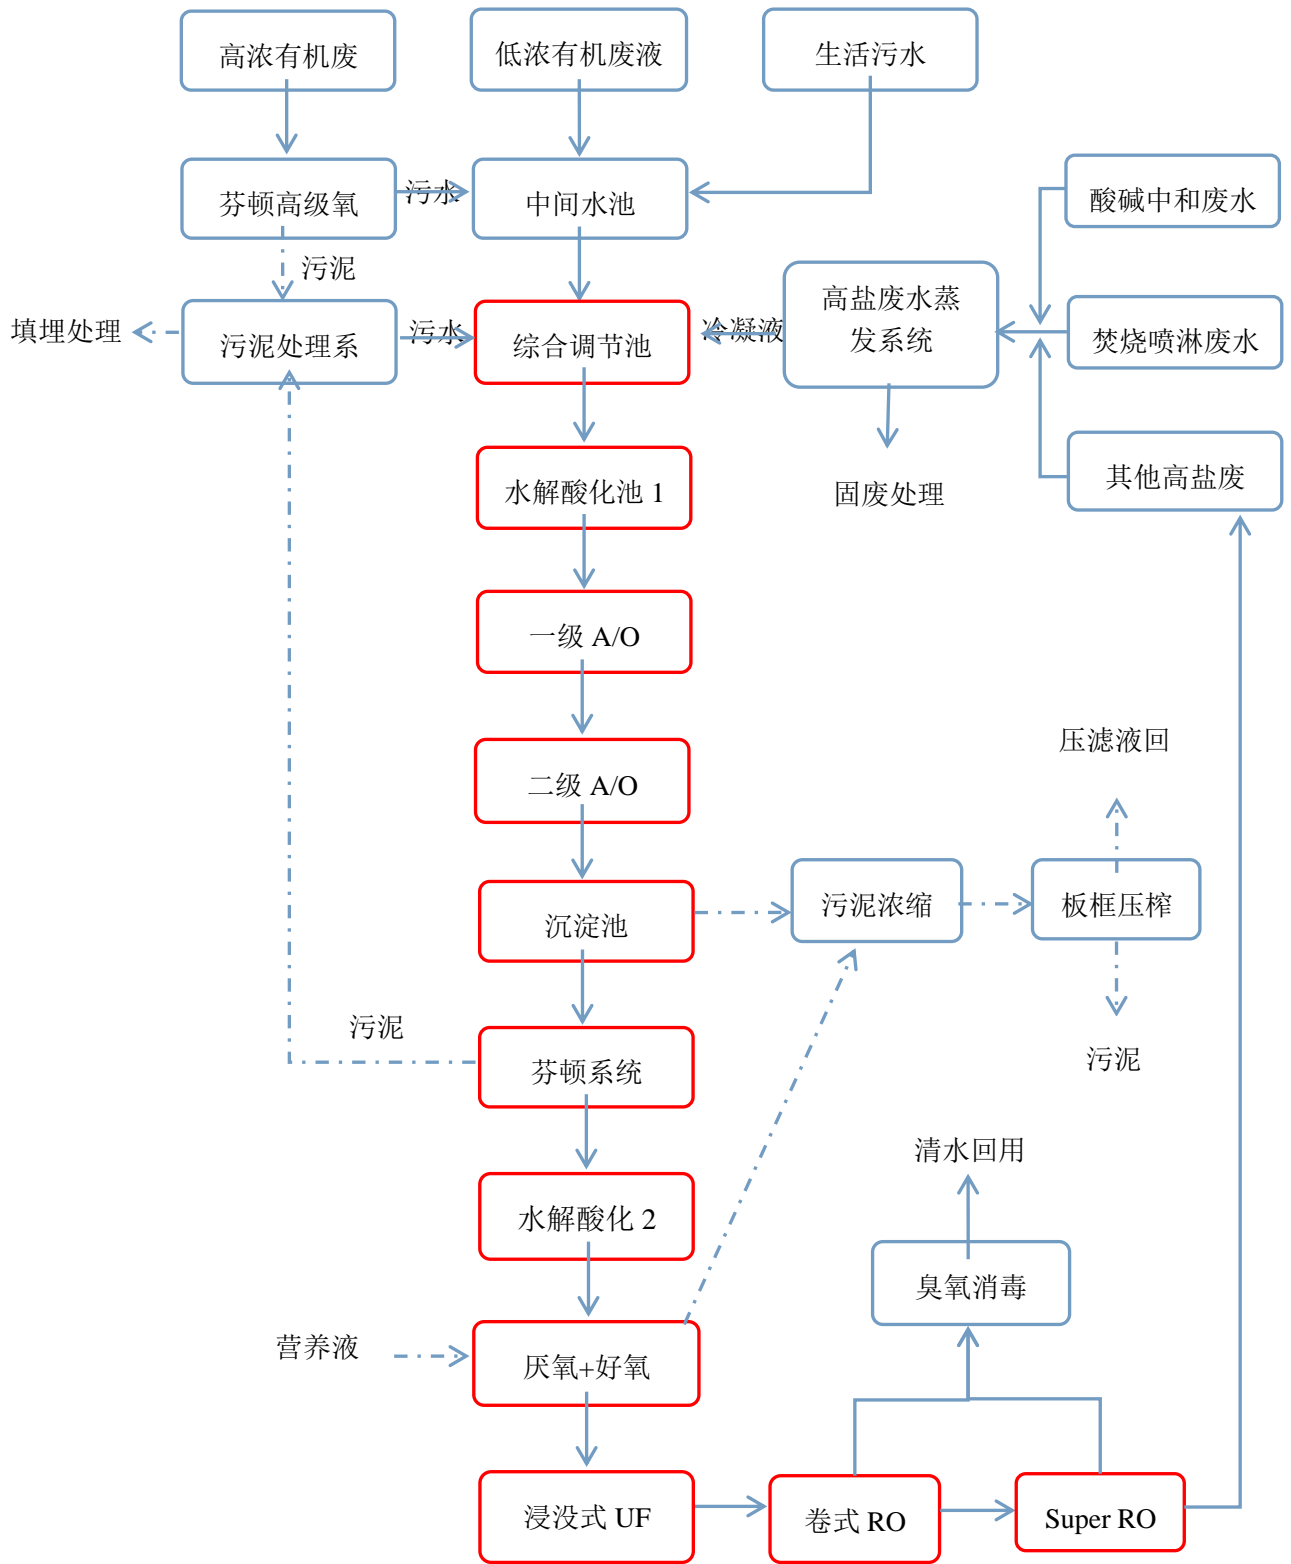 高浓有机废
低浓有机废液
生活污水
芬顿高级氧
污水
中间水池
酸碱中和废水
污泥
填埋处理
污泥处理系
污水
综合调节池
冷凝液
高盐废水蒸
发系统
焚烧喷淋废水
其他高盐废
水解酸化池 1
固废处理
一级 A/O
二级 A/O
压滤液回
沉淀池
污泥浓缩
板框压榨
污泥
芬顿系统
污泥
水解酸化 2
清水回用
臭氧消毒
营养液
厌氧+好氧
浸没式 UF
卷式 RO
Super RO